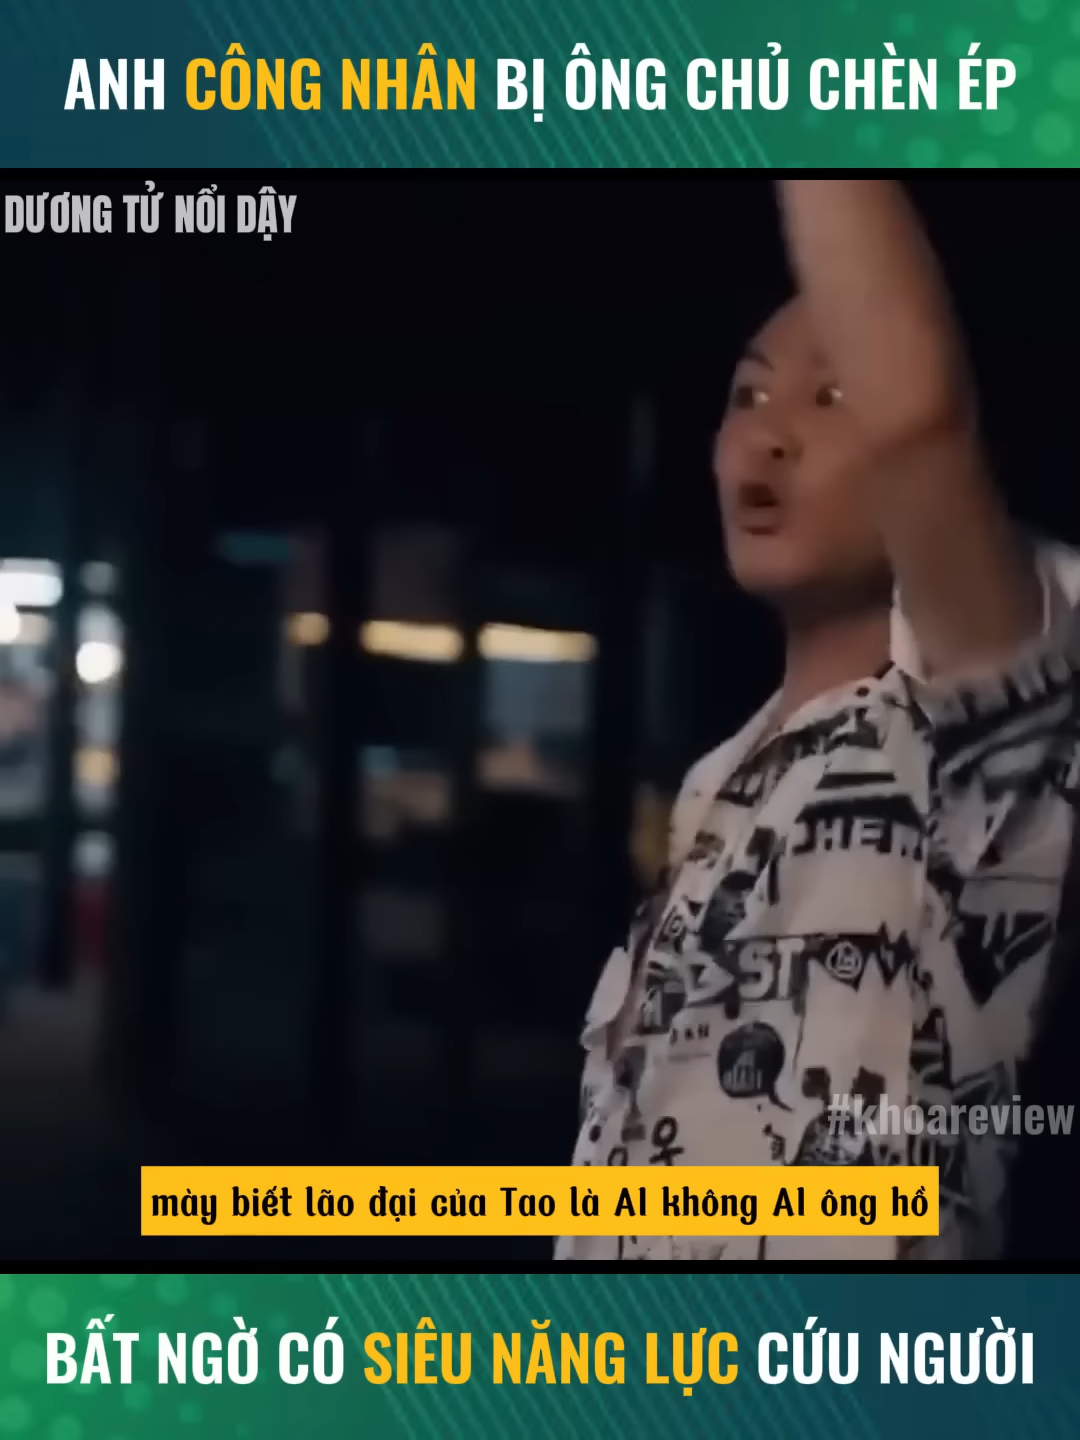 ANH CÔNG NHÂN BỊ ÔNG CHỦ CHÈN ÉP
DƯƠNG TỬ NỔI DẬY
ST
#khoareview
mày biết lão đại của Tao là AI không AI ông hồ
BẤT NGỜ CÓ SIÊU NĂNG LỰC CỨU NGƯỜI